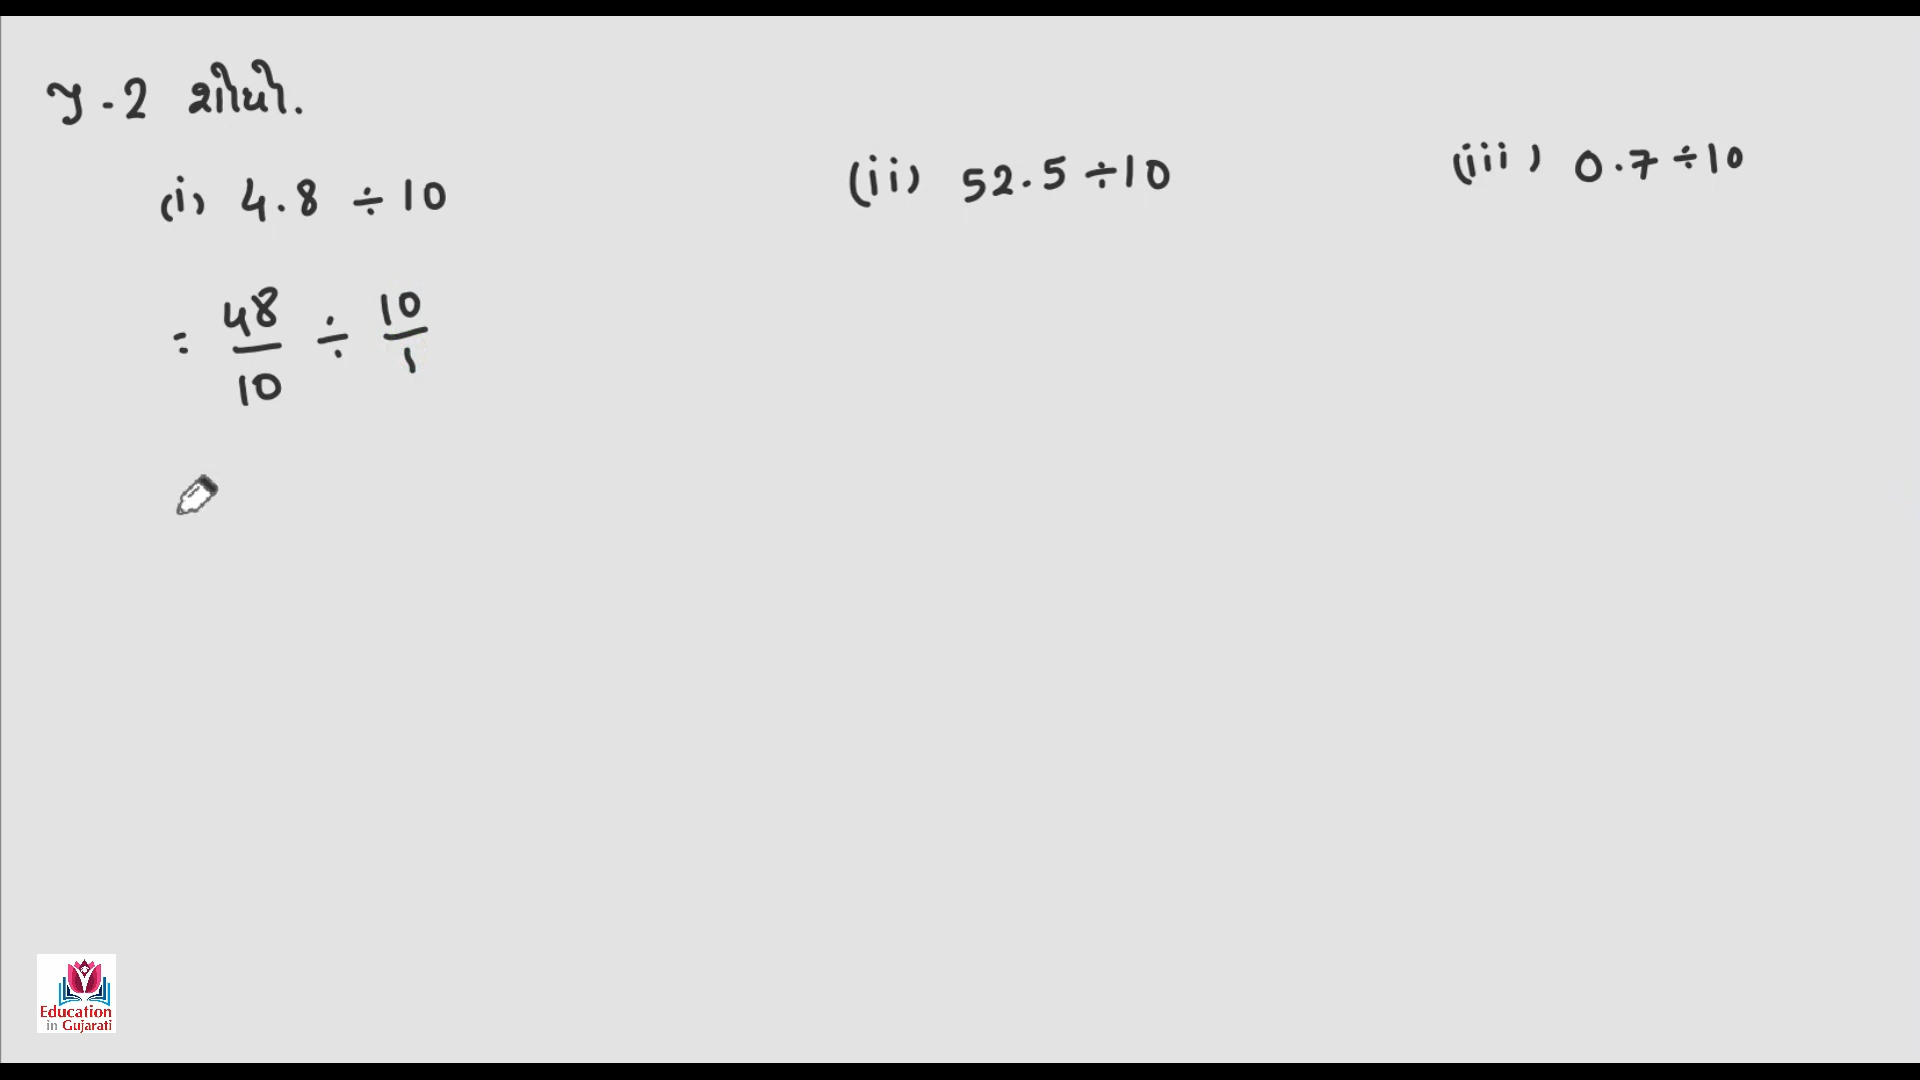 પ્ર - 2 શોધો.
(i) 4.8 ÷ 10
(ii) 52.5 ÷ 10
(iii) 0.7 ÷ 10
= 48/10 ÷ 10/1
Education
in Gujarati